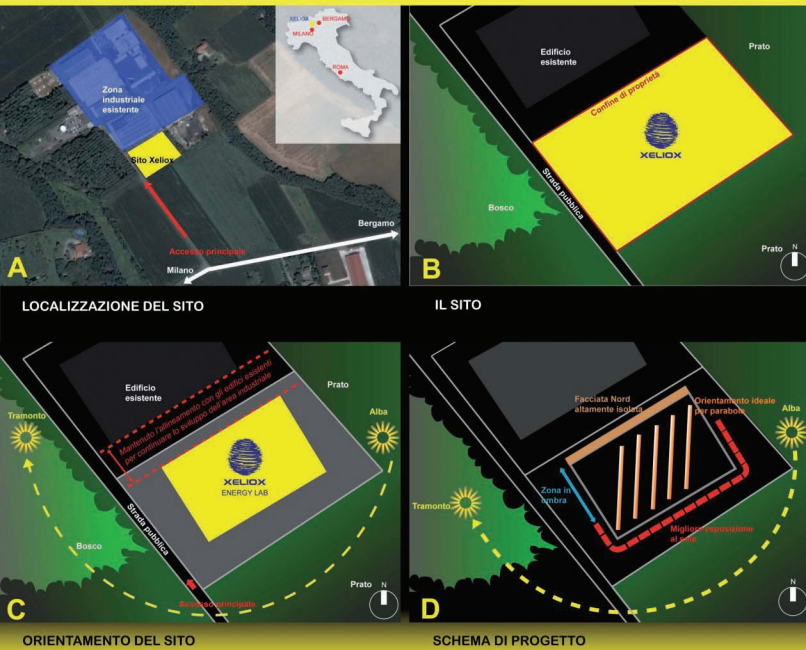 XELIOX
BERGAMO
MILANO
ROMA
Zona
industriale
esistente
Sito Xeliox
Accesso principale
Bergamo
Milano
A
LOCALIZZAZIONE DEL SITO
Edificio
esistente
Prato
Confine di proprietà
XELIOX
Strada pubblica
Bosco
Prato
N
B
IL SITO
Edificio
esistente
Mantenuto l'allineamento con gli edifici esistenti
per continuare lo sviluppo dell'area industriale
Prato
Tramonto
Alba
XELIOX
ENERGY LAB
Strada pubblica
Bosco
Accesso principale
Prato
N
C
ORIENTAMENTO DEL SITO
Facciata Nord
altamente isolata
Orientamento ideale
per parabole
Alba
Zona in
ombra
Tramonto
Migliore esposizione
al sole
N
D
SCHEMA DI PROGETTO